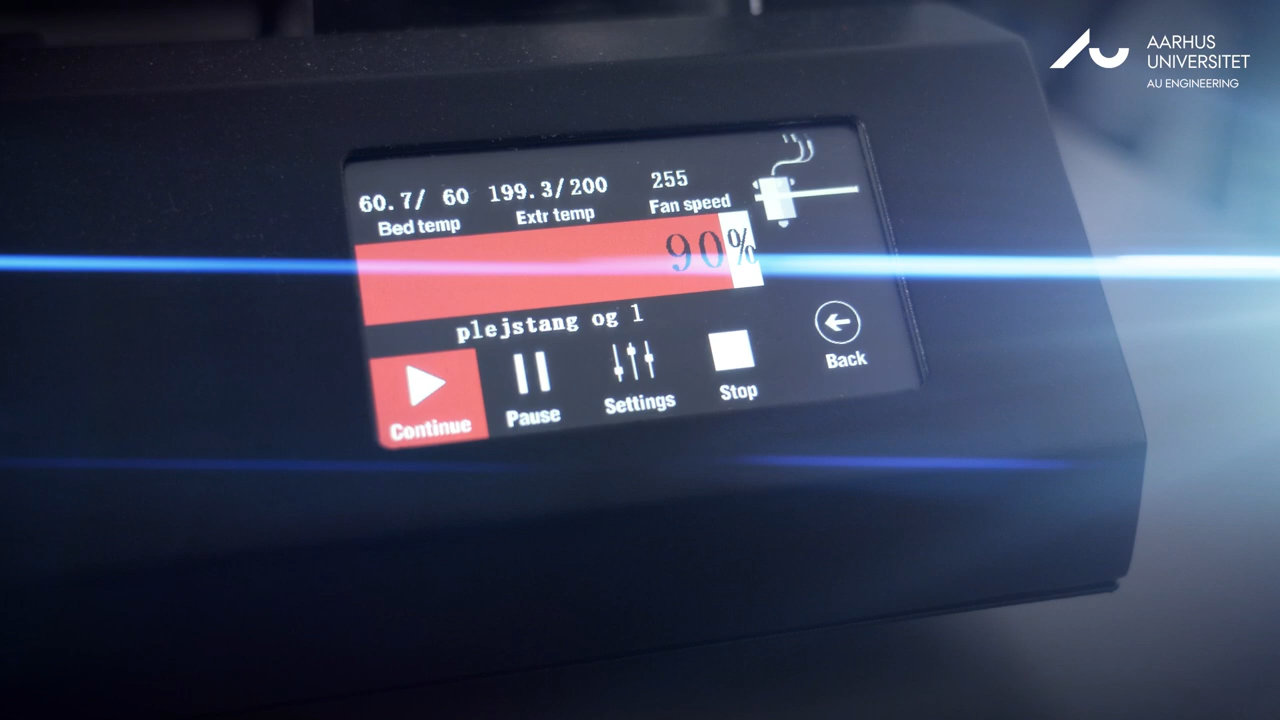 AARHUS
UNIVERSITET
AU ENGINEERING
60.7/ 60 199.3/200 255
Bed temp Extr temp Fan speed
90%
plejstang og 1
Continue Pause Settings Stop Back